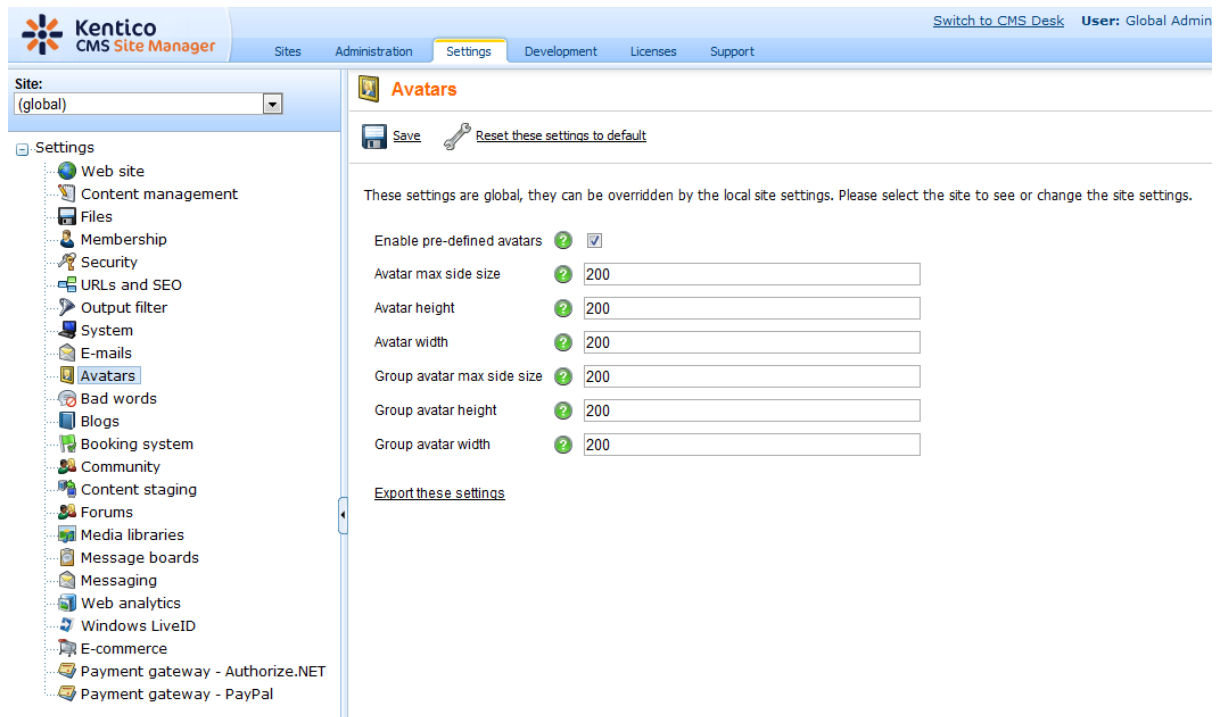 Kentico
CMS Site Manager
Switch to CMS Desk User: Global Admin
Sites Administration Settings Development Licenses Support
Site:
(global)
Settings
Web site
Content management
Files
Membership
Security
URLs and SEO
Output filter
System
E-mails
Avatars
Bad words
Blogs
Booking system
Community
Content staging
Forums
Media libraries
Message boards
Messaging
Web analytics
Windows LiveID
E-commerce
Payment gateway - Authorize.NET
Payment gateway - PayPal
Avatars
Save Reset these settings to default
These settings are global, they can be overridden by the local site settings. Please select the site to see or change the site settings.
Enable pre-defined avatars ?
Avatar max side size ? 200
Avatar height ? 200
Avatar width ? 200
Group avatar max side size ? 200
Group avatar height ? 200
Group avatar width ? 200
Export these settings